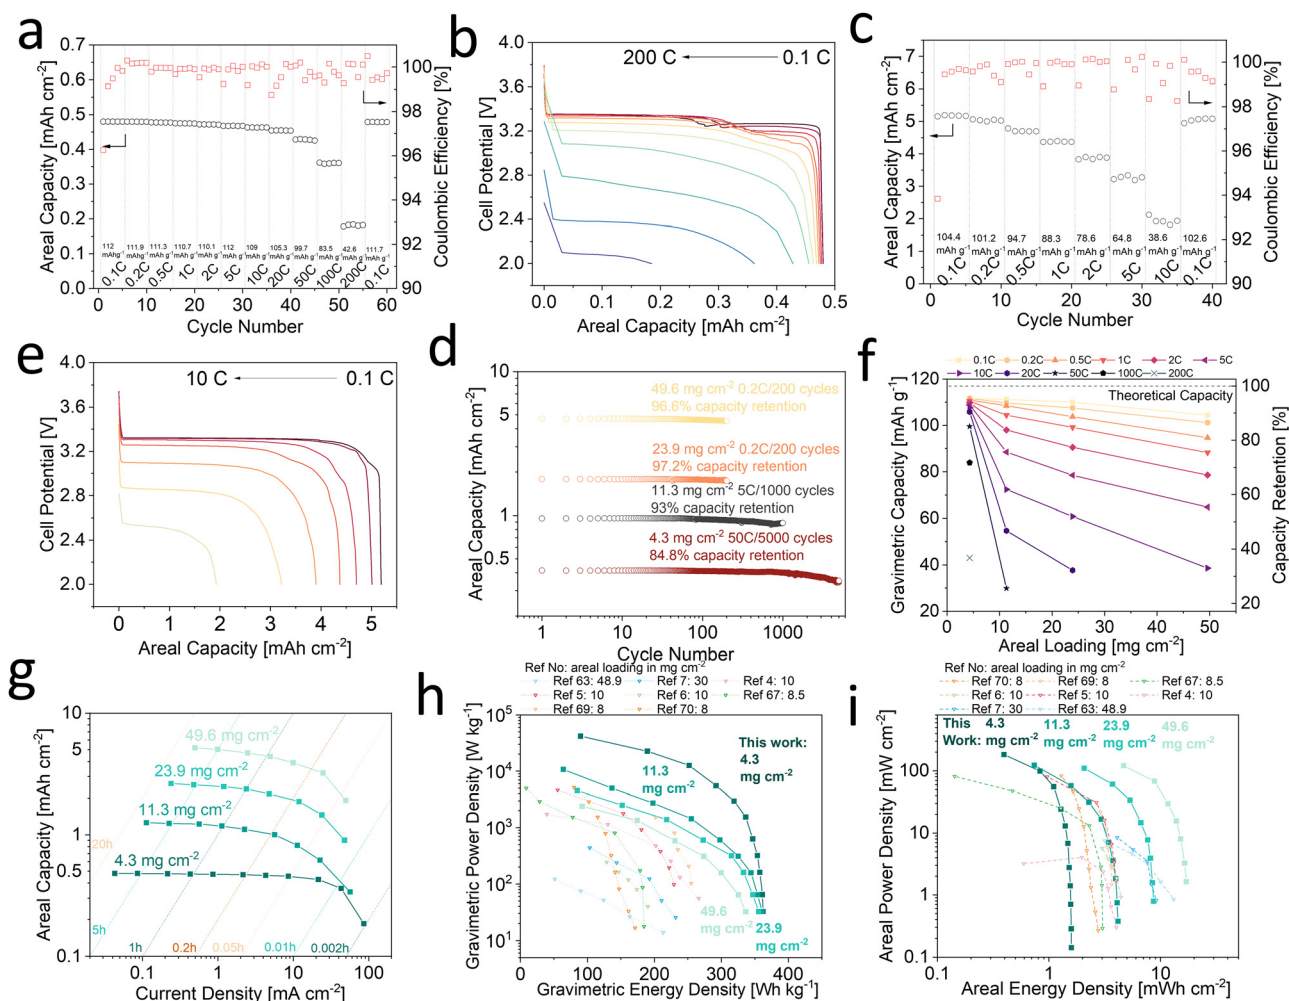 a
Areal Capacity [mAh cm-2]
0.7
0.6
0.5
0.4
0.3
0.2
0.1
0.0
100
98
96
94
92
90
Coulombic Efficiency [%]
112 mAhg-1
111.9 mAh g-1
111.3 mAh g-1
110.7 mAh g-1
110.1 mAh g-1
112 mAh g-1
109 mAh g-1
105.3 mAh g-1
99.7 mAh g-1
83.5 mAh g-1
42.6 mAh g-1
111.7 mAh g-1
0.1C 0.2C 0.5C 1C 2C 5C 10C 20C 50C 100C 200C 0.1C
0 10 20 30 40 50 60
Cycle Number
b
200 C 0.1 C
Cell Potential [V]
4.0
3.6
3.2
2.8
2.4
2.0
0.0 0.1 0.2 0.3 0.4 0.5
Areal Capacity [mAh cm-2]
c
Areal Capacity [mAh cm-2]
7
6
5
4
3
2
1
0
100
98
96
94
92
90
Coulombic Efficiency [%]
104.4 mAh g-1
101.2 mAh g-1
94.7 mAh g-1
88.3 mAh g-1
78.6 mAh g-1
64.8 mAh g-1
38.6 mAh g-1
102.6 mAh g-1
0.1C 0.2C 0.5C 1C 2C 5C 10C 0.1C
0 10 20 30 40
Cycle Number
e
10 C 0.1 C
Cell Potential [V]
4.0
3.6
3.2
2.8
2.4
2.0
0 1 2 3 4 5
Areal Capacity [mAh cm-2]
d
Areal Capacity [mAh cm-2]
10
5
1
0.5
49.6 mg cm-2 0.2C/200 cycles
96.6% capacity retention
23.9 mg cm-2 0.2C/200 cycles
97.2% capacity retention
11.3 mg cm-2 5C/1000 cycles
93% capacity retention
4.3 mg cm-2 50C/5000 cycles
84.8% capacity retention
1 10 100 1000
Cycle Number
f
0.1C 0.2C 0.5C 1C 2C 5C
10C 20C 50C 100C 200C
Theoretical Capacity
Gravimetric Capacity [mAh g-1]
120
100
80
60
40
20
100
80
60
40
20
Capacity Retention [%]
0 10 20 30 40 50
Areal Loading [mg cm-2]
g
Areal Capacity [mAh cm-2]
10
5
1
0.5
0.1
49.6 mg cm-2
23.9 mg cm-2
11.3 mg cm-2
4.3 mg cm-2
20h
5h
1h 0.2h 0.05h 0.01h 0.002h
0.1 1 10 100
Current Density [mA cm-2]
h
Ref No: areal loading in mg cm-2
Ref 63: 48.9 Ref 7: 30 Ref 4: 10
Ref 5: 10 Ref 6: 10 Ref 67: 8.5
Ref 69: 8 Ref 70: 8
Gravimetric Power Density [W kg-1]
105
104
103
102
101
This work:
4.3
mg cm-2
11.3
mg cm-2
49.6
mg cm-2
23.9
mg cm-2
0 100 200 300 400
Gravimetric Energy Density [Wh kg-1]
i
Ref No: areal loading in mg cm-2
Ref 70: 8 Ref 69: 8 Ref 67: 8.5
Ref 6: 10 Ref 5: 10 Ref 4: 10
Ref 7: 30 Ref 63: 48.9
This 4.3 11.3 23.9 49.6
Work: mg cm-2 mg cm-2 mg cm-2 mg cm-2
Areal Power Density [mW cm-2]
100
10
1
0.1
0.1 1 10
Areal Energy Density [mWh cm-2]